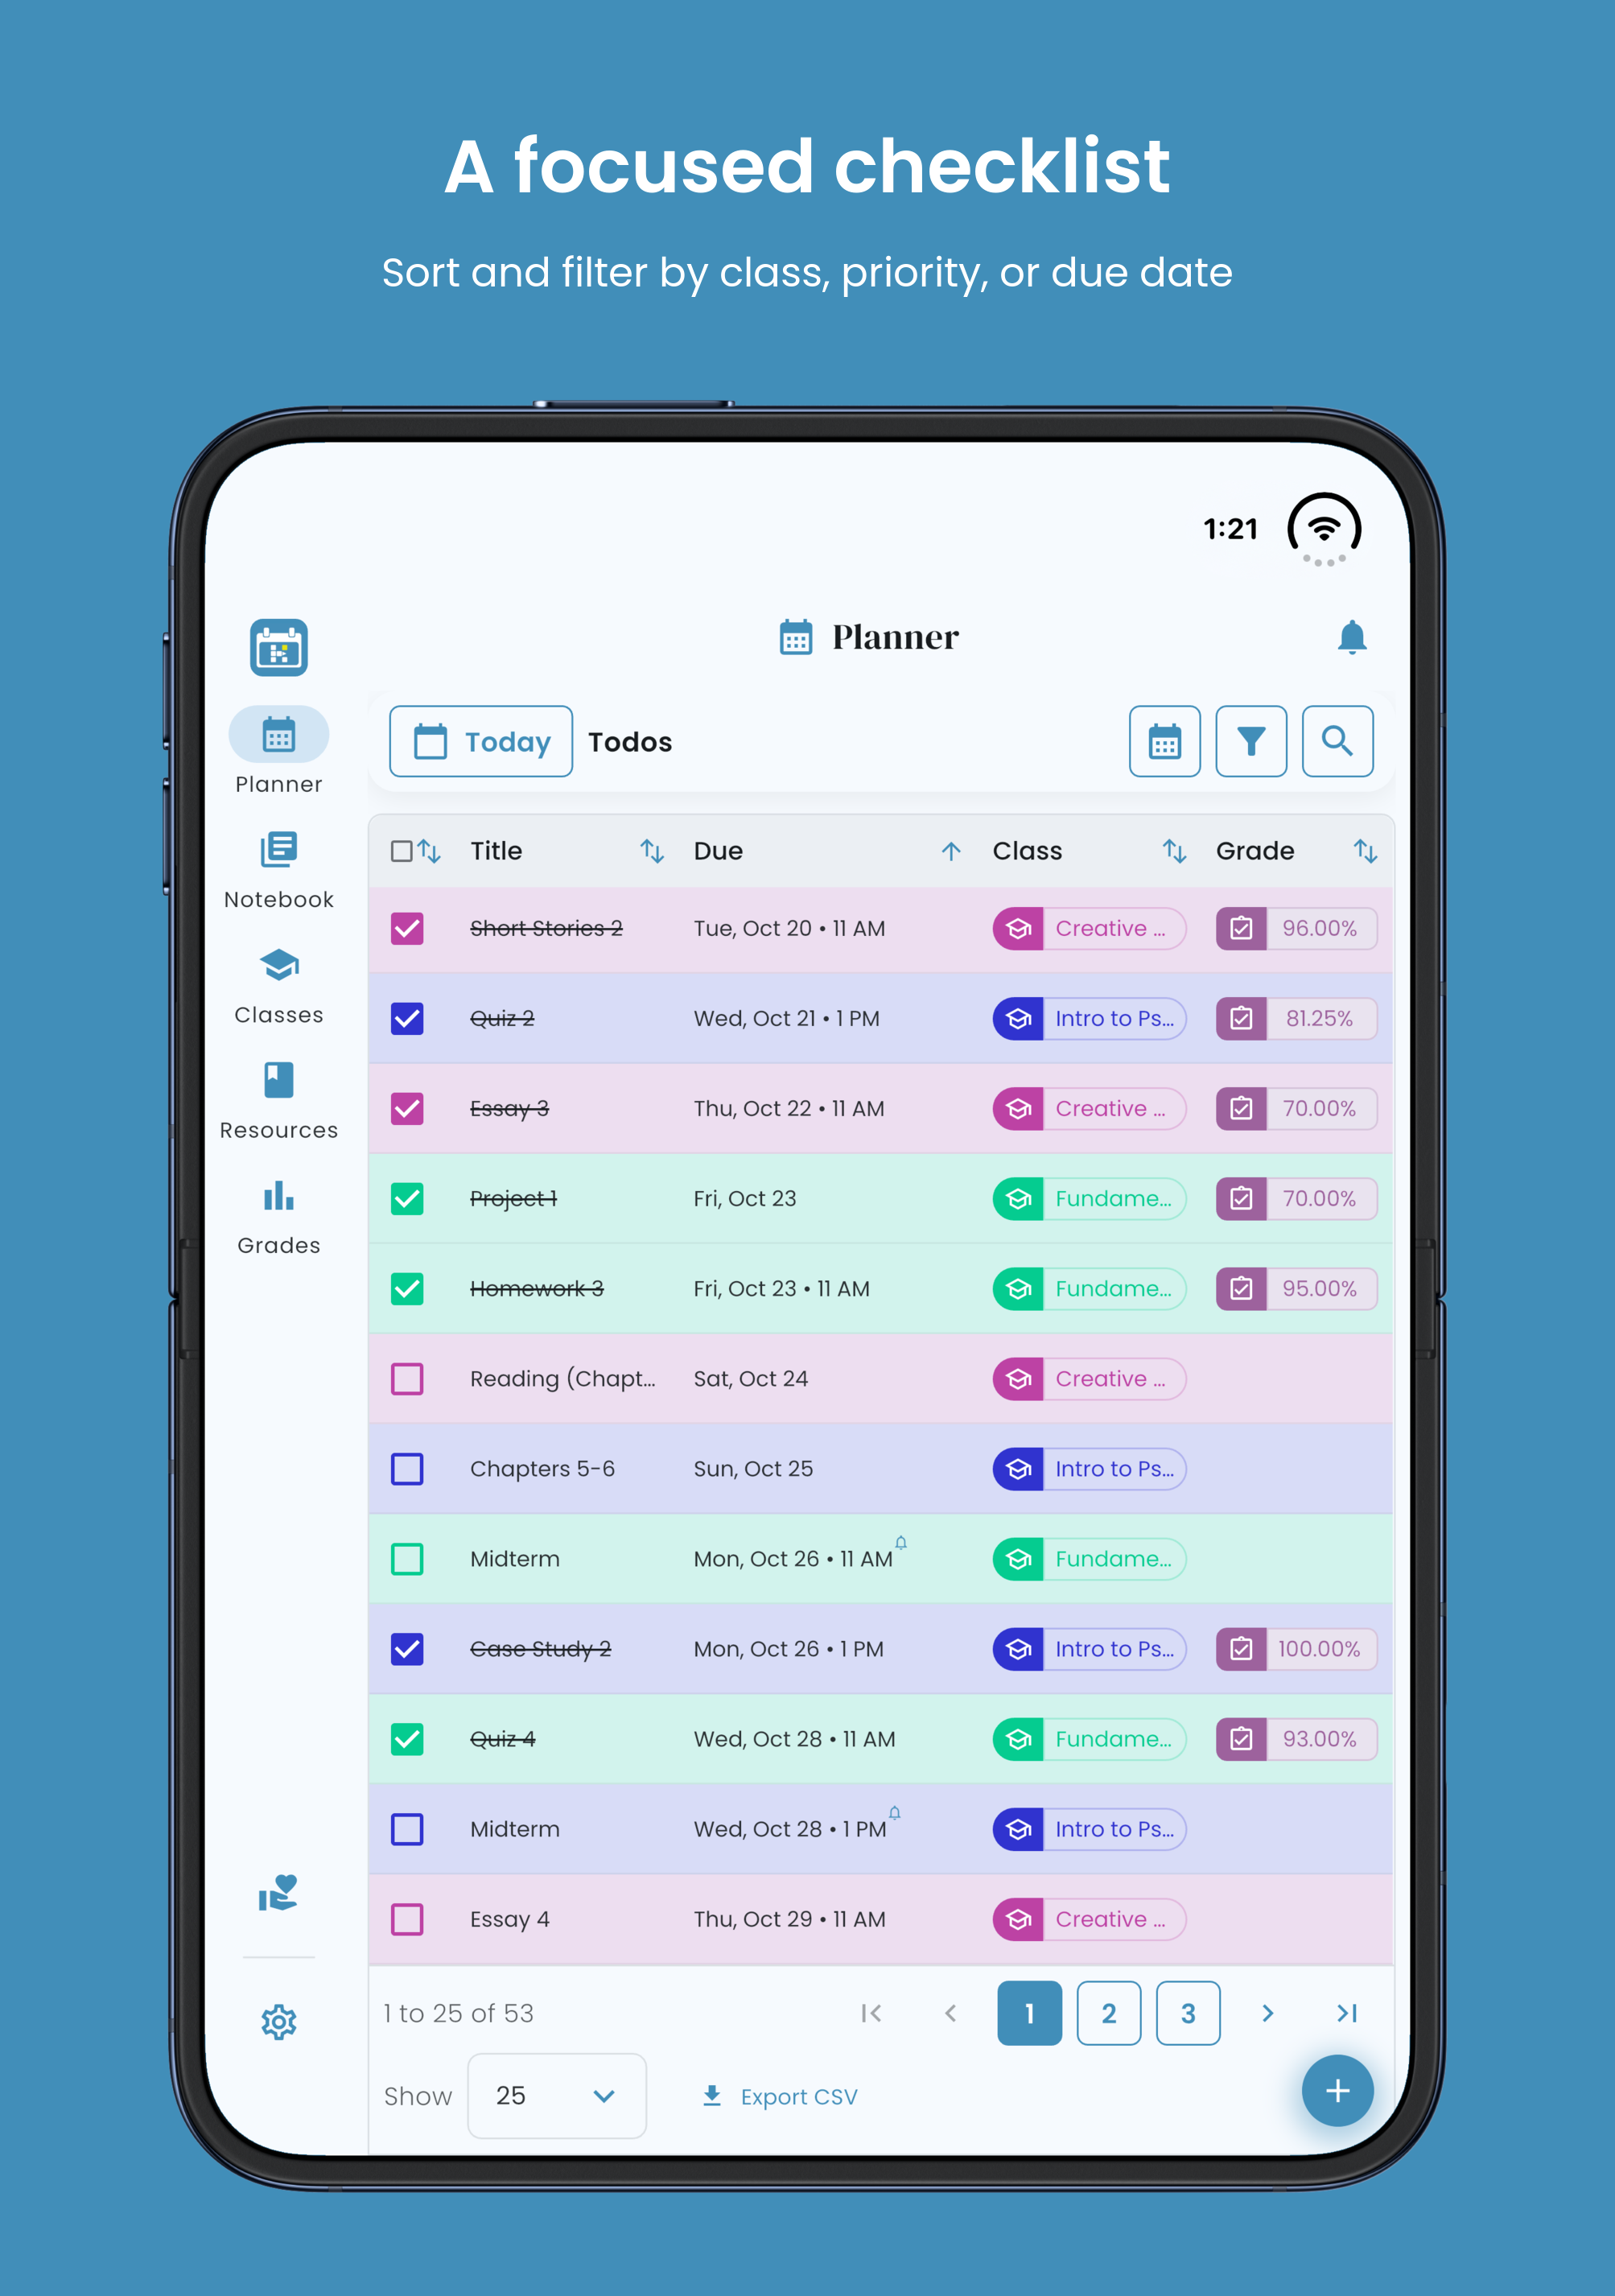 A focused checklist
Sort and filter by class, priority, or due date
1:21
Planner
Today Todos
Planner
Notebook
Classes
Resources
Grades
Title Due Class Grade
Short Stories 2 Tue, Oct 20 • 11 AM Creative ... 96.00%
Quiz 2 Wed, Oct 21 • 1 PM Intro to Ps... 81.25%
Essay 3 Thu, Oct 22 • 11 AM Creative ... 70.00%
Project 1 Fri, Oct 23 Fundame... 70.00%
Homework 3 Fri, Oct 23 • 11 AM Fundame... 95.00%
Reading (Chapt... Sat, Oct 24 Creative ...
Chapters 5-6 Sun, Oct 25 Intro to Ps...
Midterm Mon, Oct 26 • 11 AM Fundame...
Case Study 2 Mon, Oct 26 • 1 PM Intro to Ps... 100.00%
Quiz 4 Wed, Oct 28 • 11 AM Fundame... 93.00%
Midterm Wed, Oct 28 • 1 PM Intro to Ps...
Essay 4 Thu, Oct 29 • 11 AM Creative ...
1 to 25 of 53 1 2 3
Show 25 Export CSV